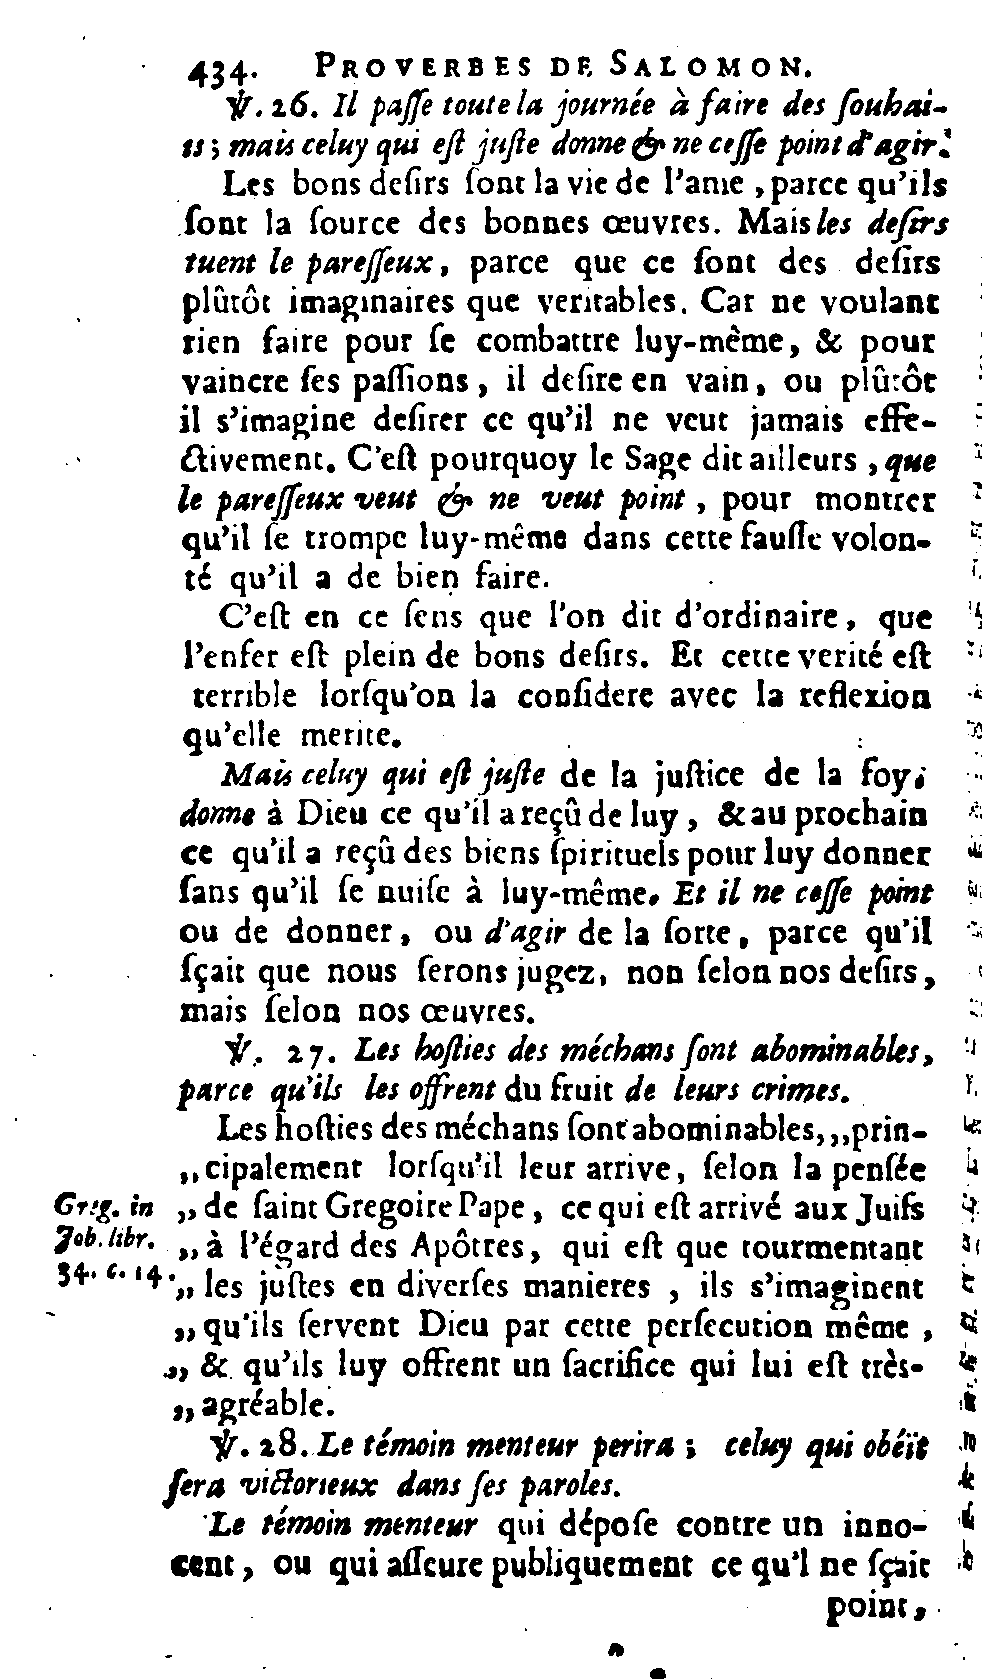 434. PROVERBES DE SALOMON.
℣. 26. Il paſſe toute la journée à faire des ſouhai-
ts; mais celuy qui eſt juſte donne & ne ceſſe point d'agir.
Les bons deſirs ſont la vie de l'ame, parce qu'ils
ſont la ſource des bonnes œuvres. Mais les deſirs
tuent le pareſſeux, parce que ce ſont des deſirs
plûtôt imaginaires que veritables. Car ne voulant
rien faire pour ſe combattre luy-même, & pour
vaincre ſes paſſions, il deſire en vain, ou plûtôt
il s'imagine deſirer ce qu'il ne veut jamais effe-
ctivement. C'eſt pourquoy le Sage dit ailleurs, que
le pareſſeux veut & ne veut point, pour montrer
qu'il ſe trompe luy-même dans cette fauſſe volon-
té qu'il a de bien faire.
C'eſt en ce ſens que l'on dit d'ordinaire, que
l'enfer eſt plein de bons deſirs. Et cette verité eſt
terrible lorſqu'on la conſidere avec la reflexion
qu'elle merite.
Mais celuy qui eſt juſte de la juſtice de la foy;
donne à Dieu ce qu'il a reçû de luy, & au prochain
ce qu'il a reçû des biens ſpirituels pour luy donner
ſans qu'il ſe nuiſe à luy-même. Et il ne ceſſe point
ou de donner, ou d'agir de la ſorte, parce qu'il
ſçait que nous ſerons jugez, non ſelon nos deſirs,
mais ſelon nos œuvres.
℣. 27. Les hoſties des méchans ſont abominables,
parce qu'ils les offrent du fruit de leurs crimes.
Les hoſties des méchans ſont abominables, „prin-
„cipalement lorſqu'il leur arrive, ſelon la penſée
Greg. in „de ſaint Gregoire Pape, ce qui eſt arrivé aux Juifs
Job. libr. „à l'égard des Apôtres, qui eſt que tourmentant
34. c. 14. „les juſtes en diverſes manieres, ils s'imaginent
„qu'ils ſervent Dieu par cette perſecution même,
„& qu'ils luy offrent un ſacrifice qui lui eſt très-
„agréable.
℣. 28. Le témoin menteur perira; celuy qui obéït
ſera victorieux dans ſes paroles.
Le témoin menteur qui dépoſe contre un inno-
cent, ou qui aſſeure publiquement ce qu'l ne ſçait
point,